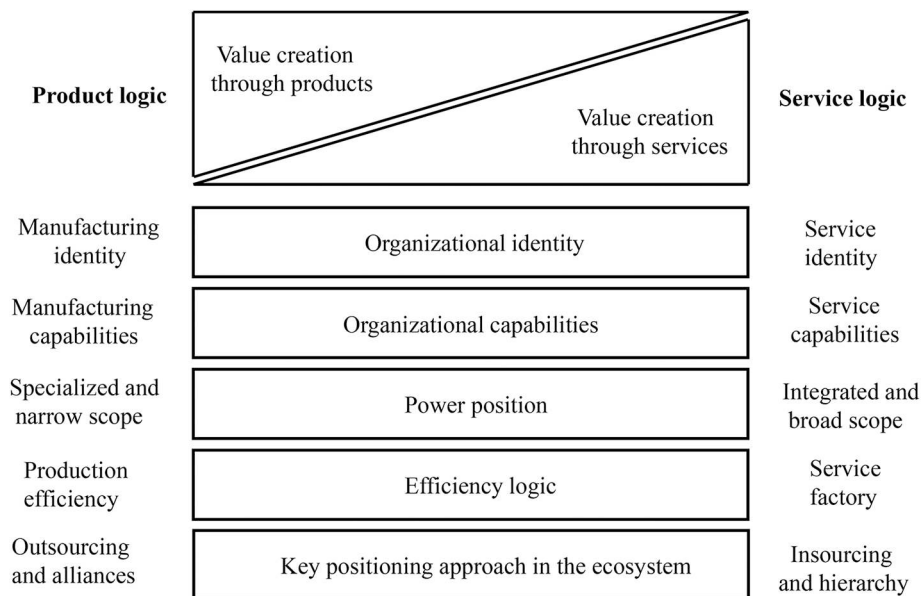 Value creation
through products
Product logic
Service logic
Value creation
through services
Manufacturing
identity
Organizational identity
Service
identity
Manufacturing
capabilities
Organizational capabilities
Service
capabilities
Specialized and
narrow scope
Power position
Integrated and
broad scope
Production
efficiency
Efficiency logic
Service
factory
Outsourcing
and alliances
Key positioning approach in the ecosystem
Insourcing
and hierarchy